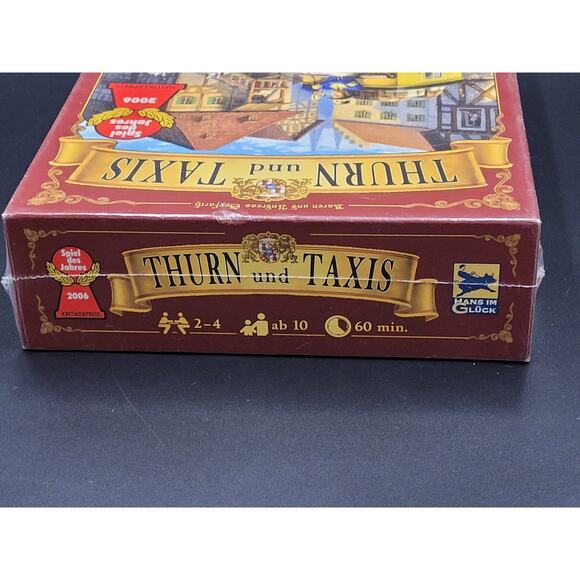 KRITIKERPREIS
2006
Spiel
des
Jahres
THURN und TAXIS
Karen und Andreas Seyfarth
Spiel
des
Jahres
2006
KRITIKERPREIS
THURN und TAXIS
2-4
ab 10
60 min.
HANS IM
GLÜCK